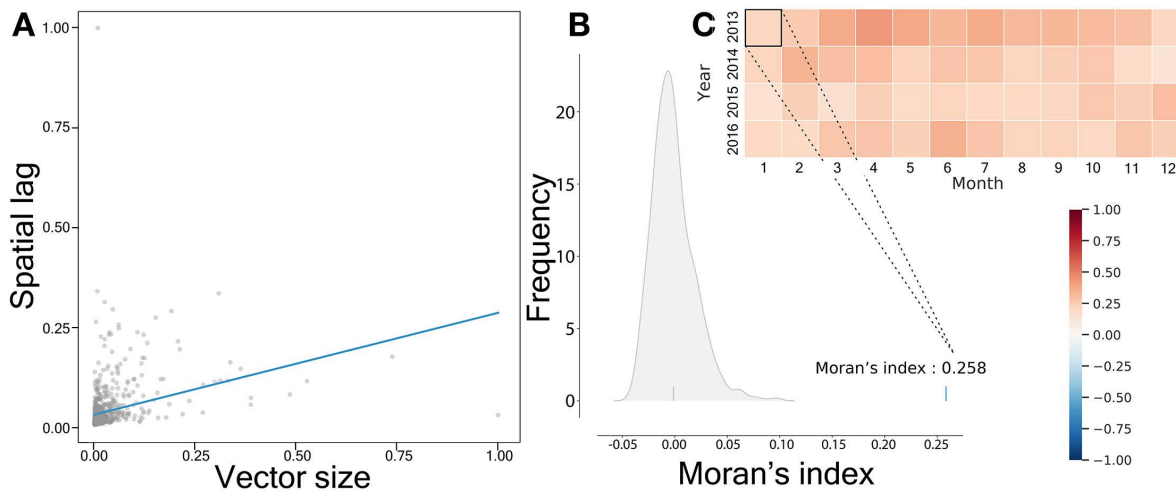 A
1.00
0.75
0.50
0.25
0.00
Spatial lag
0.00 0.25 0.50 0.75 1.00
Vector size
B
20
15
10
5
0
Frequency
Moran's index : 0.258
-0.05 0.00 0.05 0.10 0.15 0.20 0.25
Moran's index
C
Year
2013
2014
2015
2016
1 2 3 4 5 6 7 8 9 10 11 12
Month
1.00
0.75
0.50
0.25
0.00
−0.25
−0.50
−0.75
−1.00